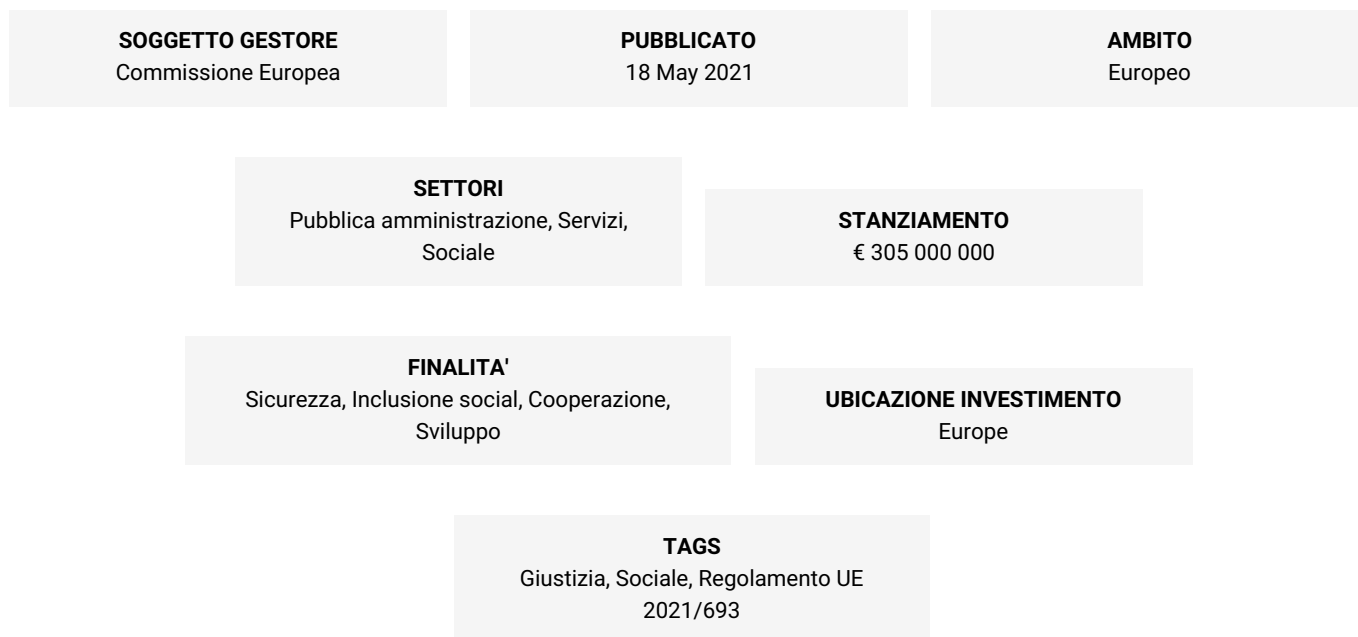 SOGGETTO GESTORE
Commissione Europea
PUBBLICATO
18 May 2021
AMBITO
Europeo
SETTORI
Pubblica amministrazione, Servizi,
Sociale
STANZIAMENTO
€ 305 000 000
FINALITA'
Sicurezza, Inclusione social, Cooperazione,
Sviluppo
UBICAZIONE INVESTIMENTO
Europe
TAGS
Giustizia, Sociale, Regolamento UE
2021/693